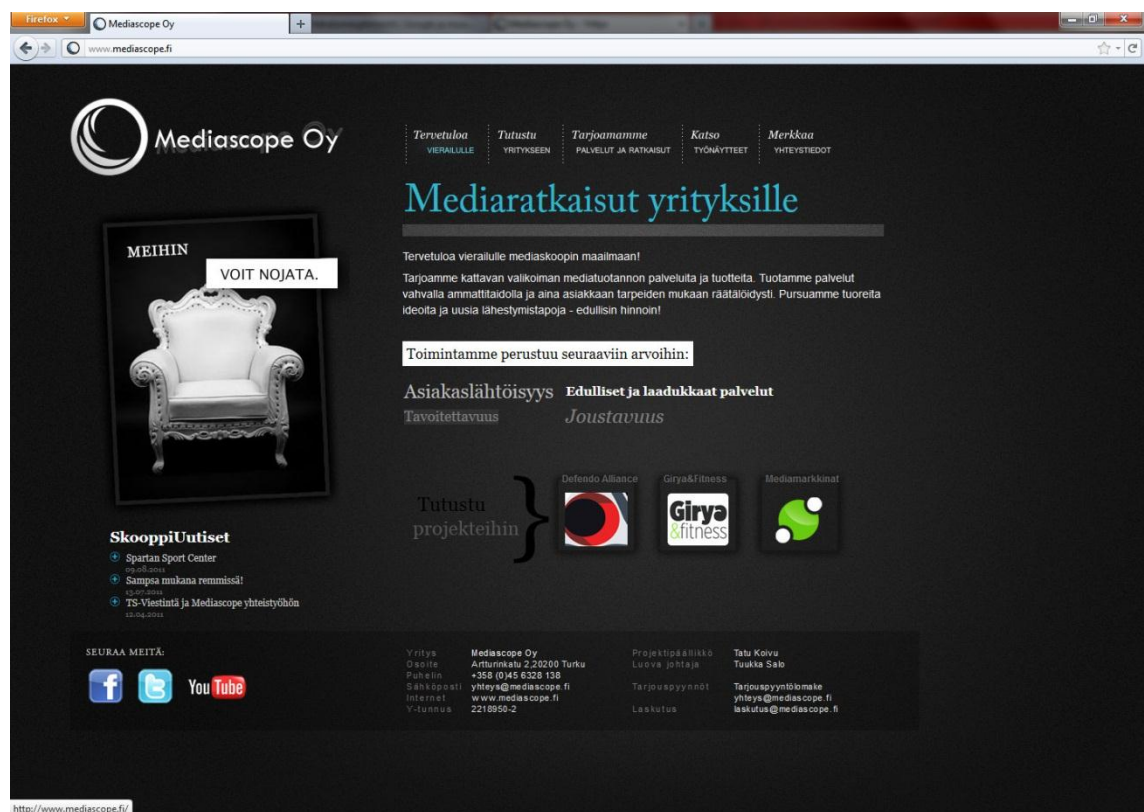 Firefox
Mediascope Oy
www.mediascope.fi
Mediascope Oy
Tervetuloa
VIERAILULLE
Tutustu
YRITYKSEEN
Tarjoamamme
PALVELUT JA RATKAISUT
Katso
TYÖNÄYTTEET
Merkkaa
YHTEYSTIEDOT
Mediaratkaisut yrityksille
MEIHIN
VOIT NOJATA.
Tervetuloa vierailulle mediaskoopin maailmaan!
Tarjoamme kattavan valikoiman mediatuotannon palveluita ja tuotteita. Tuotamme palvelut
vahvalla ammattitaidolla ja aina asiakkaan tarpeiden mukaan räätälöidysti. Pursuamme tuoreita
ideoita ja uusia lähestymistapoja - edullisin hinnoin!
Toimintamme perustuu seuraaviin arvoihin:
Asiakaslähtöisyys Edulliset ja laadukkaat palvelut
Tavoitettavuus Joustavuus
Tutustu
projekteihin
Defendo Alliance
Girya&Fitness
Girya
&fitness
Mediamarkkinat
SkooppiUutiset
Spartan Sport Center
09.08.2011
Sampsa mukana remmissä!
13.07.2011
TS-Viestintä ja Mediascope yhteistyöhön
12.04.2011
SEURAA MEITÄ:
You Tube
Yritys Mediascope Oy
Osoite Artturinkatu 2,20200 Turku
Puhelin +358 (0)45 6328 138
Sähköposti yhteys@mediascope.fi
Internet www.mediascope.fi
Y-tunnus 2218950-2
Projektipäällikkö Tatu Koivu
Luova johtaja Tuukka Salo
Tarjouspyynnöt Tarjouspyyntölomake
yhteys@mediascope.fi
Laskutus laskutus@mediascope.fi
http://www.mediascope.fi/